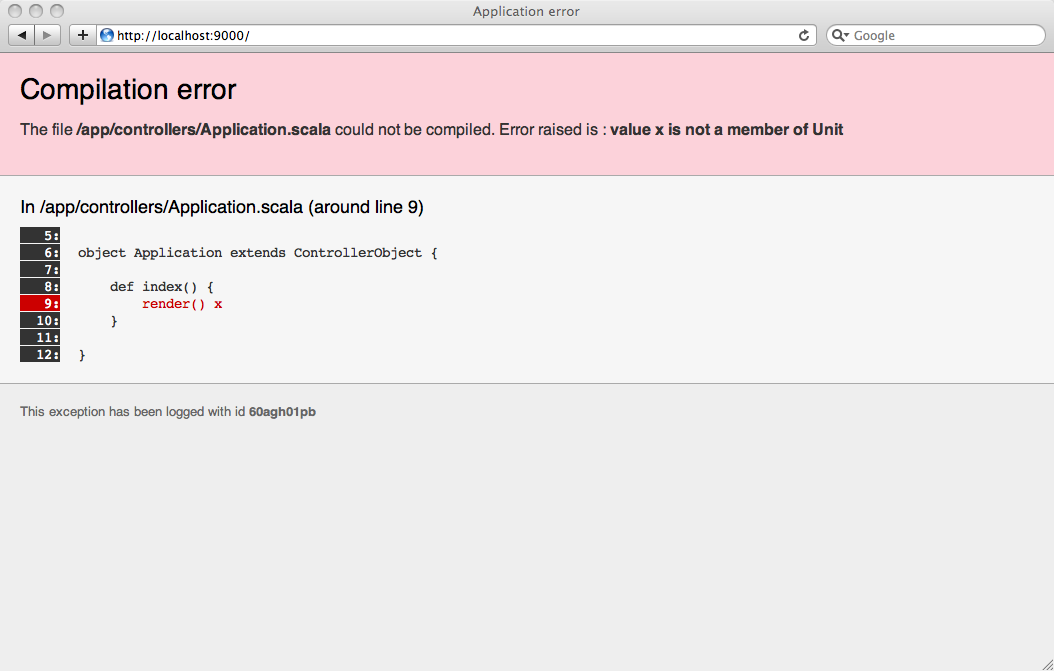 Application error
http://localhost:9000/
Google
Compilation error
The file /app/controllers/Application.scala could not be compiled. Error raised is : value x is not a member of Unit
In /app/controllers/Application.scala (around line 9)
5:
6: object Application extends ControllerObject {
7:
8: def index() {
9: render() x
10: }
11:
12: }
This exception has been logged with id 60agh01pb